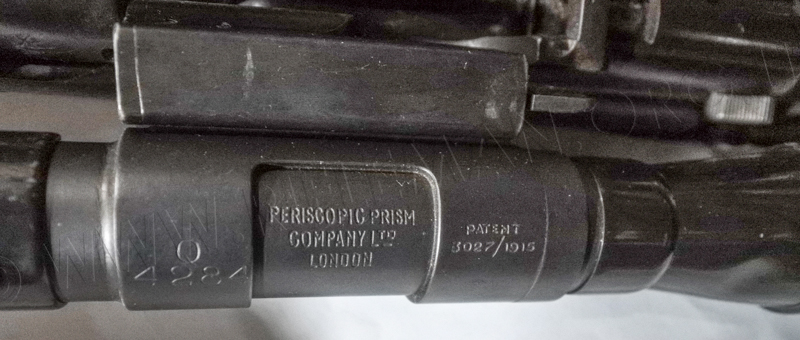 O
4284
PERISCOPIC PRISM
COMPANY LTD
LONDON
PATENT
3027/1915